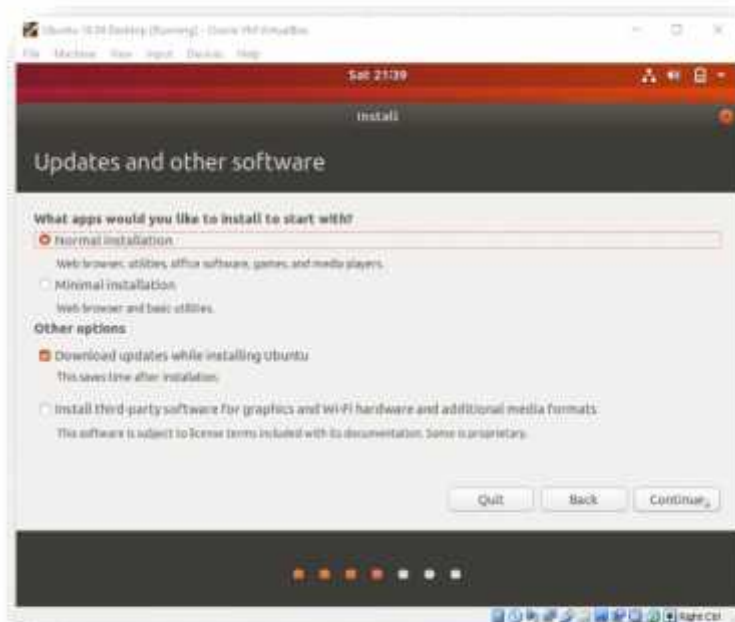 Desktop (Running) - Oracle VM VirtualBox
File Machine View Input Devices Help
Sat 21:39
Install
Updates and other software
What apps would you like to install to start with?
Normal installation
Web browser, utilities, office software, games, and media players.
Minimal installation
Web browser and basic utilities.
Other options
Download updates while installing Ubuntu
This saves time after installation.
Install third-party software for graphics and Wi-Fi hardware and additional media formats
This software is subject to license terms included with its documentation. Some is proprietary.
Quit Back Continue
Right Ctrl